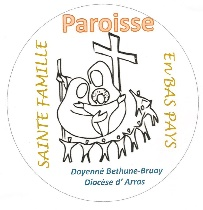 Paroisse
SAINTE FAMILLE
En BAS PAYS
Doyenné Bethune-Bruay
Diocèse d' Arras